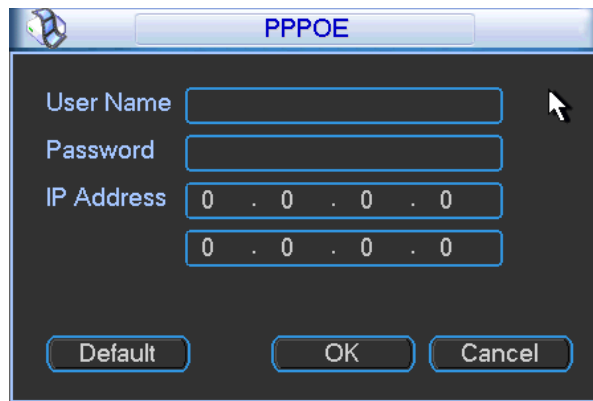 PPPOE
User Name
Password
IP Address 0 . 0 . 0 . 0
0 . 0 . 0 . 0
Default OK Cancel